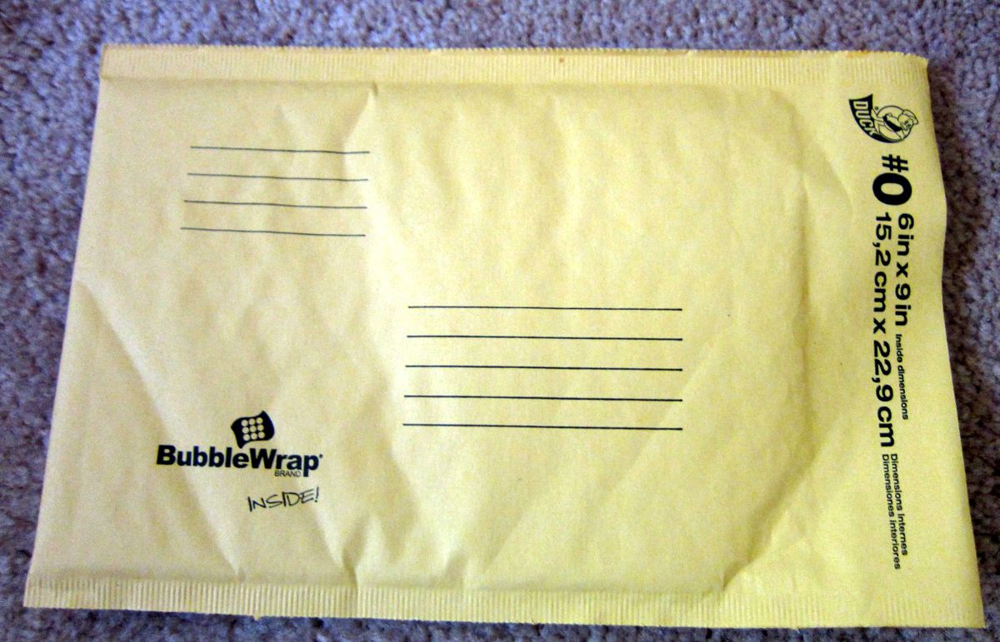 BubbleWrap®
BRAND
INSIDE!
DUCK®
#0
6 in x 9 in Inside dimensions
15,2 cm x 22,9 cm Dimensions internes
Dimensiones interiores